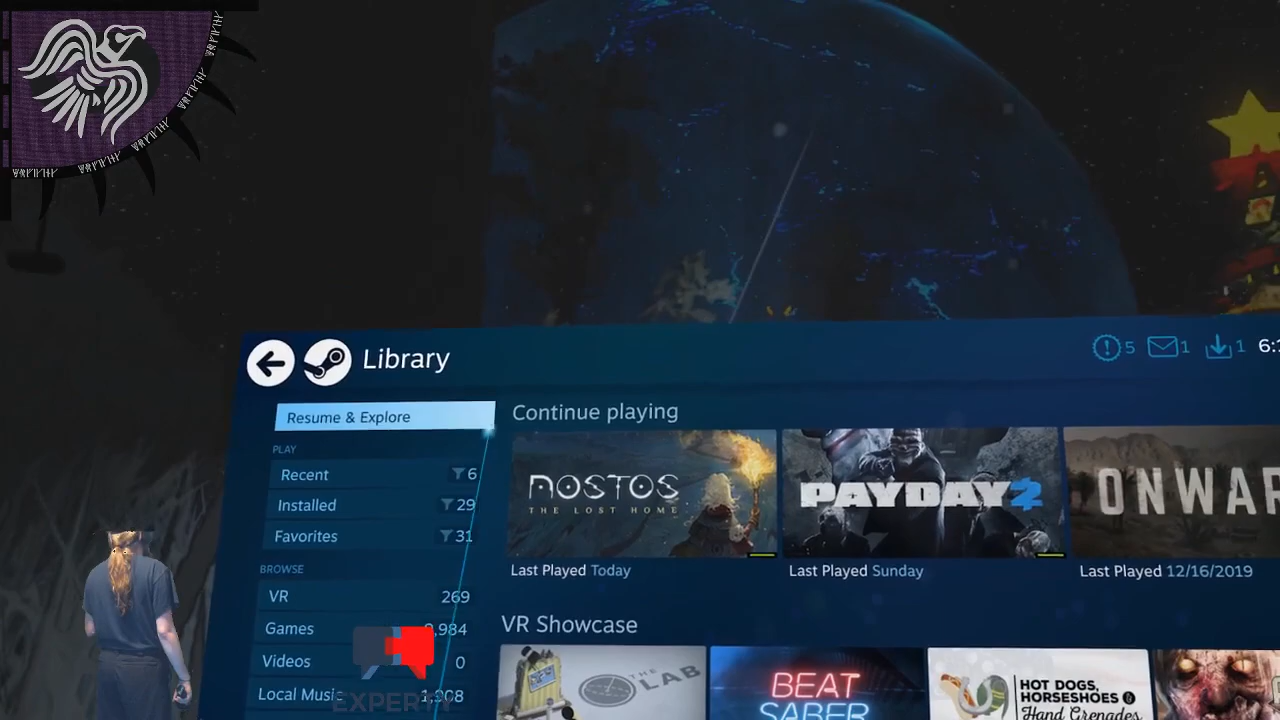 Library
5
1
1
Resume & Explore
Continue playing
PLAY
Recent 6
Installed 29
Favorites 31
NOSTOS
THE LOST HOME
PAYDAY 2
Last Played Today
Last Played Sunday
Last Played 12/16/2019
BROWSE
VR 269
Games
Videos 0
Local Music
VR Showcase
THE LAB
BEAT SABER
HOT DOGS,
HORSESHOES &
Hand Grenades